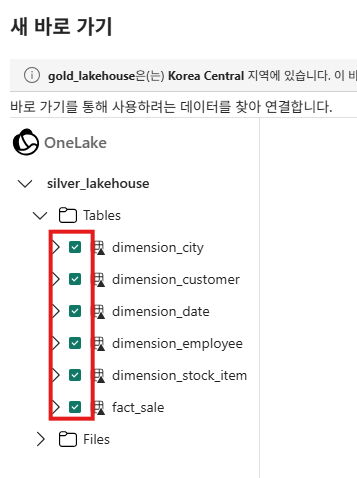 새 바로 가기
gold_lakehouse은(는) Korea Central 지역에 있습니다. 이 바
바로 가기를 통해 사용하려는 데이터를 찾아 연결합니다.
OneLake
silver_lakehouse
Tables
dimension_city
dimension_customer
dimension_date
dimension_employee
dimension_stock_item
fact_sale
Files